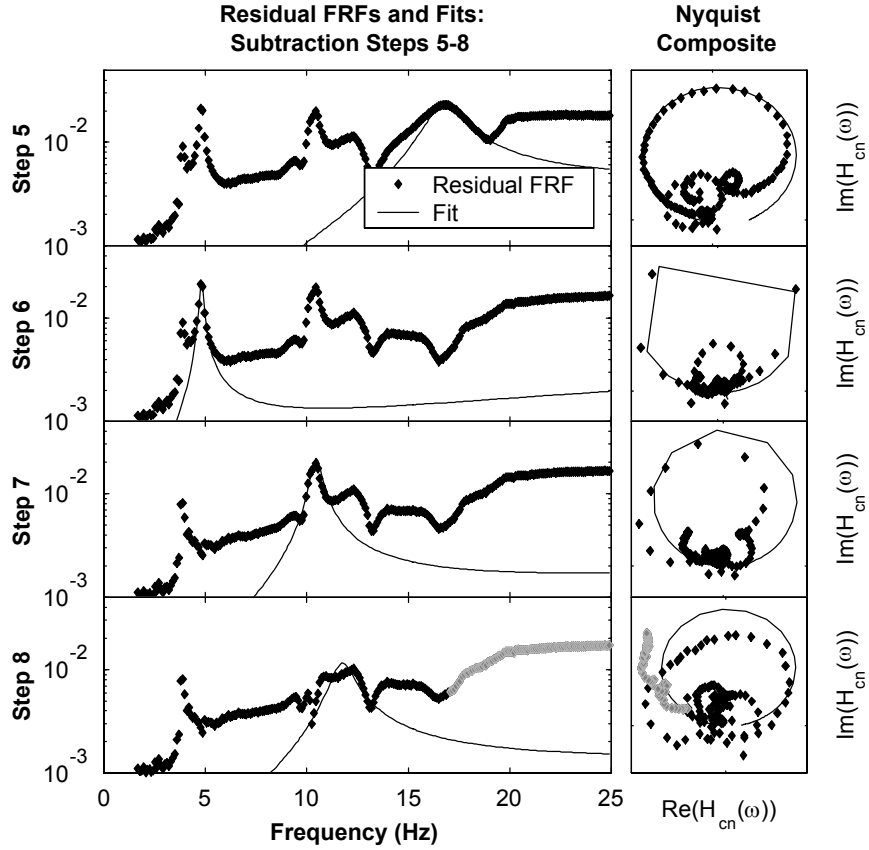 Residual FRFs and Fits:
Subtraction Steps 5-8
Nyquist
Composite
Step 5
10^-2
10^-3
Residual FRF
Fit
Im(H_cn(ω))
Step 6
10^-2
10^-3
Im(H_cn(ω))
Step 7
10^-2
10^-3
Im(H_cn(ω))
Step 8
10^-2
10^-3
Im(H_cn(ω))
0 5 10 15 20 25
Frequency (Hz)
Re(H_cn(ω))